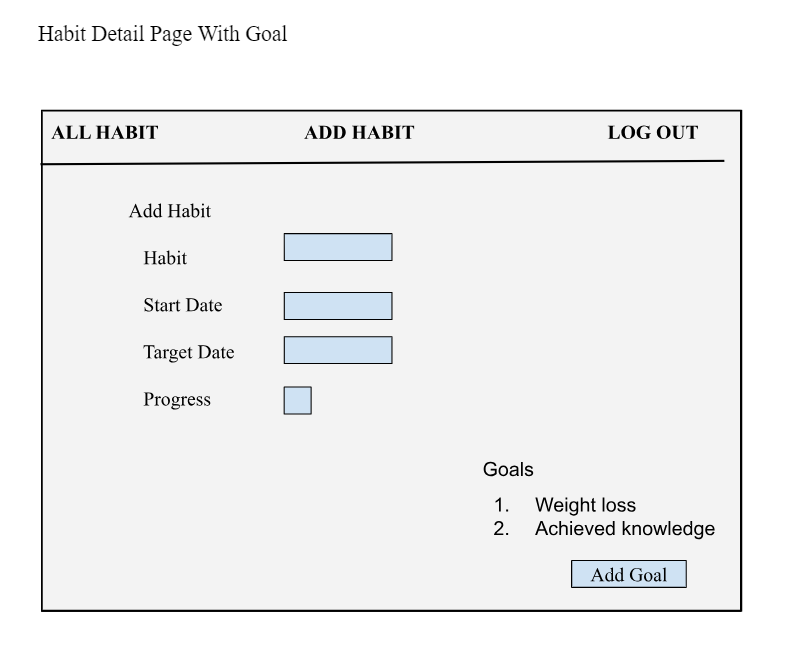 Habit Detail Page With Goal
ALL HABIT ADD HABIT LOG OUT
Add Habit
Habit
Start Date
Target Date
Progress
Goals
1. Weight loss
2. Achieved knowledge
Add Goal